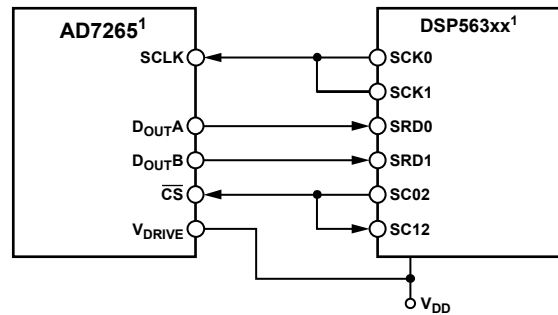 AD7265¹
SCLK
DOUTA
DOUTB
CS
VDRIVE
DSP563xx¹
SCK0
SCK1
SRD0
SRD1
SC02
SC12
VDD